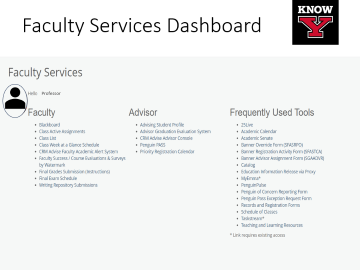 Faculty Services Dashboard
KNOW
Y
Faculty Services
Hello Professor
Faculty
Blackboard
Class Active Assignments
Class List
Class Week at a Glance Schedule
CRM Advise Faculty Academic Alert System
Faculty Success / Course Evaluations & Surveys
by Watermark
Final Grades Submission (Instructions)
Final Exam Schedule
Writing Repository Submissions
Advisor
Advising Student Profile
Advisor Graduation Evaluation System
CRM Advise Advisor Console
Penguin PASS
Priority Registration Calendar
Frequently Used Tools
25Live
Academic Calendar
Academic Senate
Banner Override Form (SFASRPO)
Banner Registration Activity Form (SFASTCA)
Banner Advisor Assignment Form (SGAADVR)
Catalog
Education Information Release via Proxy
MyErma*
PenguinPulse
Penguin of Concern Reporting Form
Penguin Pass Exception Request Form
Records and Registration Forms
Schedule of Classes
Taskstream*
Teaching and Learning Resources
* Link requires existing access